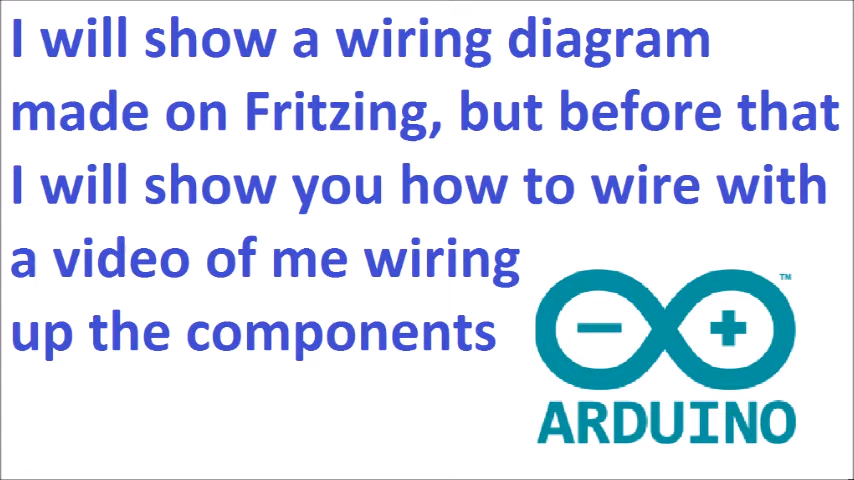 I will show a wiring diagram
made on Fritzing, but before that
I will show you how to wire with
a video of me wiring
up the components
TM
ARDUINO